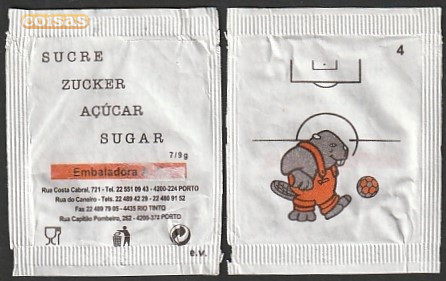 coisas
SUCRE
ZUCKER
AÇÚCAR
SUGAR
7/9g
Embaladora
Rua Costa Cabral, 721 - Tel. 22 551 09 43 - 4200-224 PORTO
Rua do Caneiro - Tels. 22 489 42 29 - 22 480 91 52
Fax 22 489 79 05 - 4435 RIO TINTO
Rua Capitão Pombeiro, 262 - 4200-373 PORTO
e.v.
4